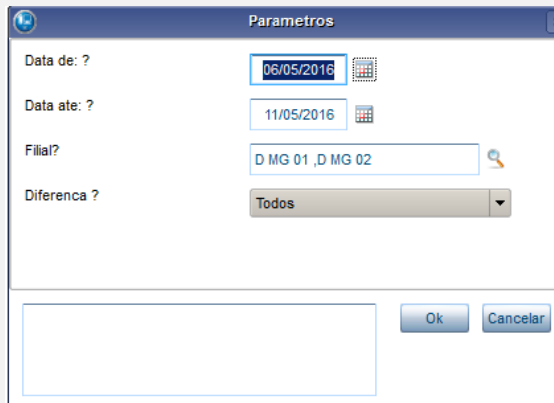 Parametros
Data de: ? 06/05/2016
Data ate: ? 11/05/2016
Filial? D MG 01 ,D MG 02
Diferenca ? Todos
Ok Cancelar